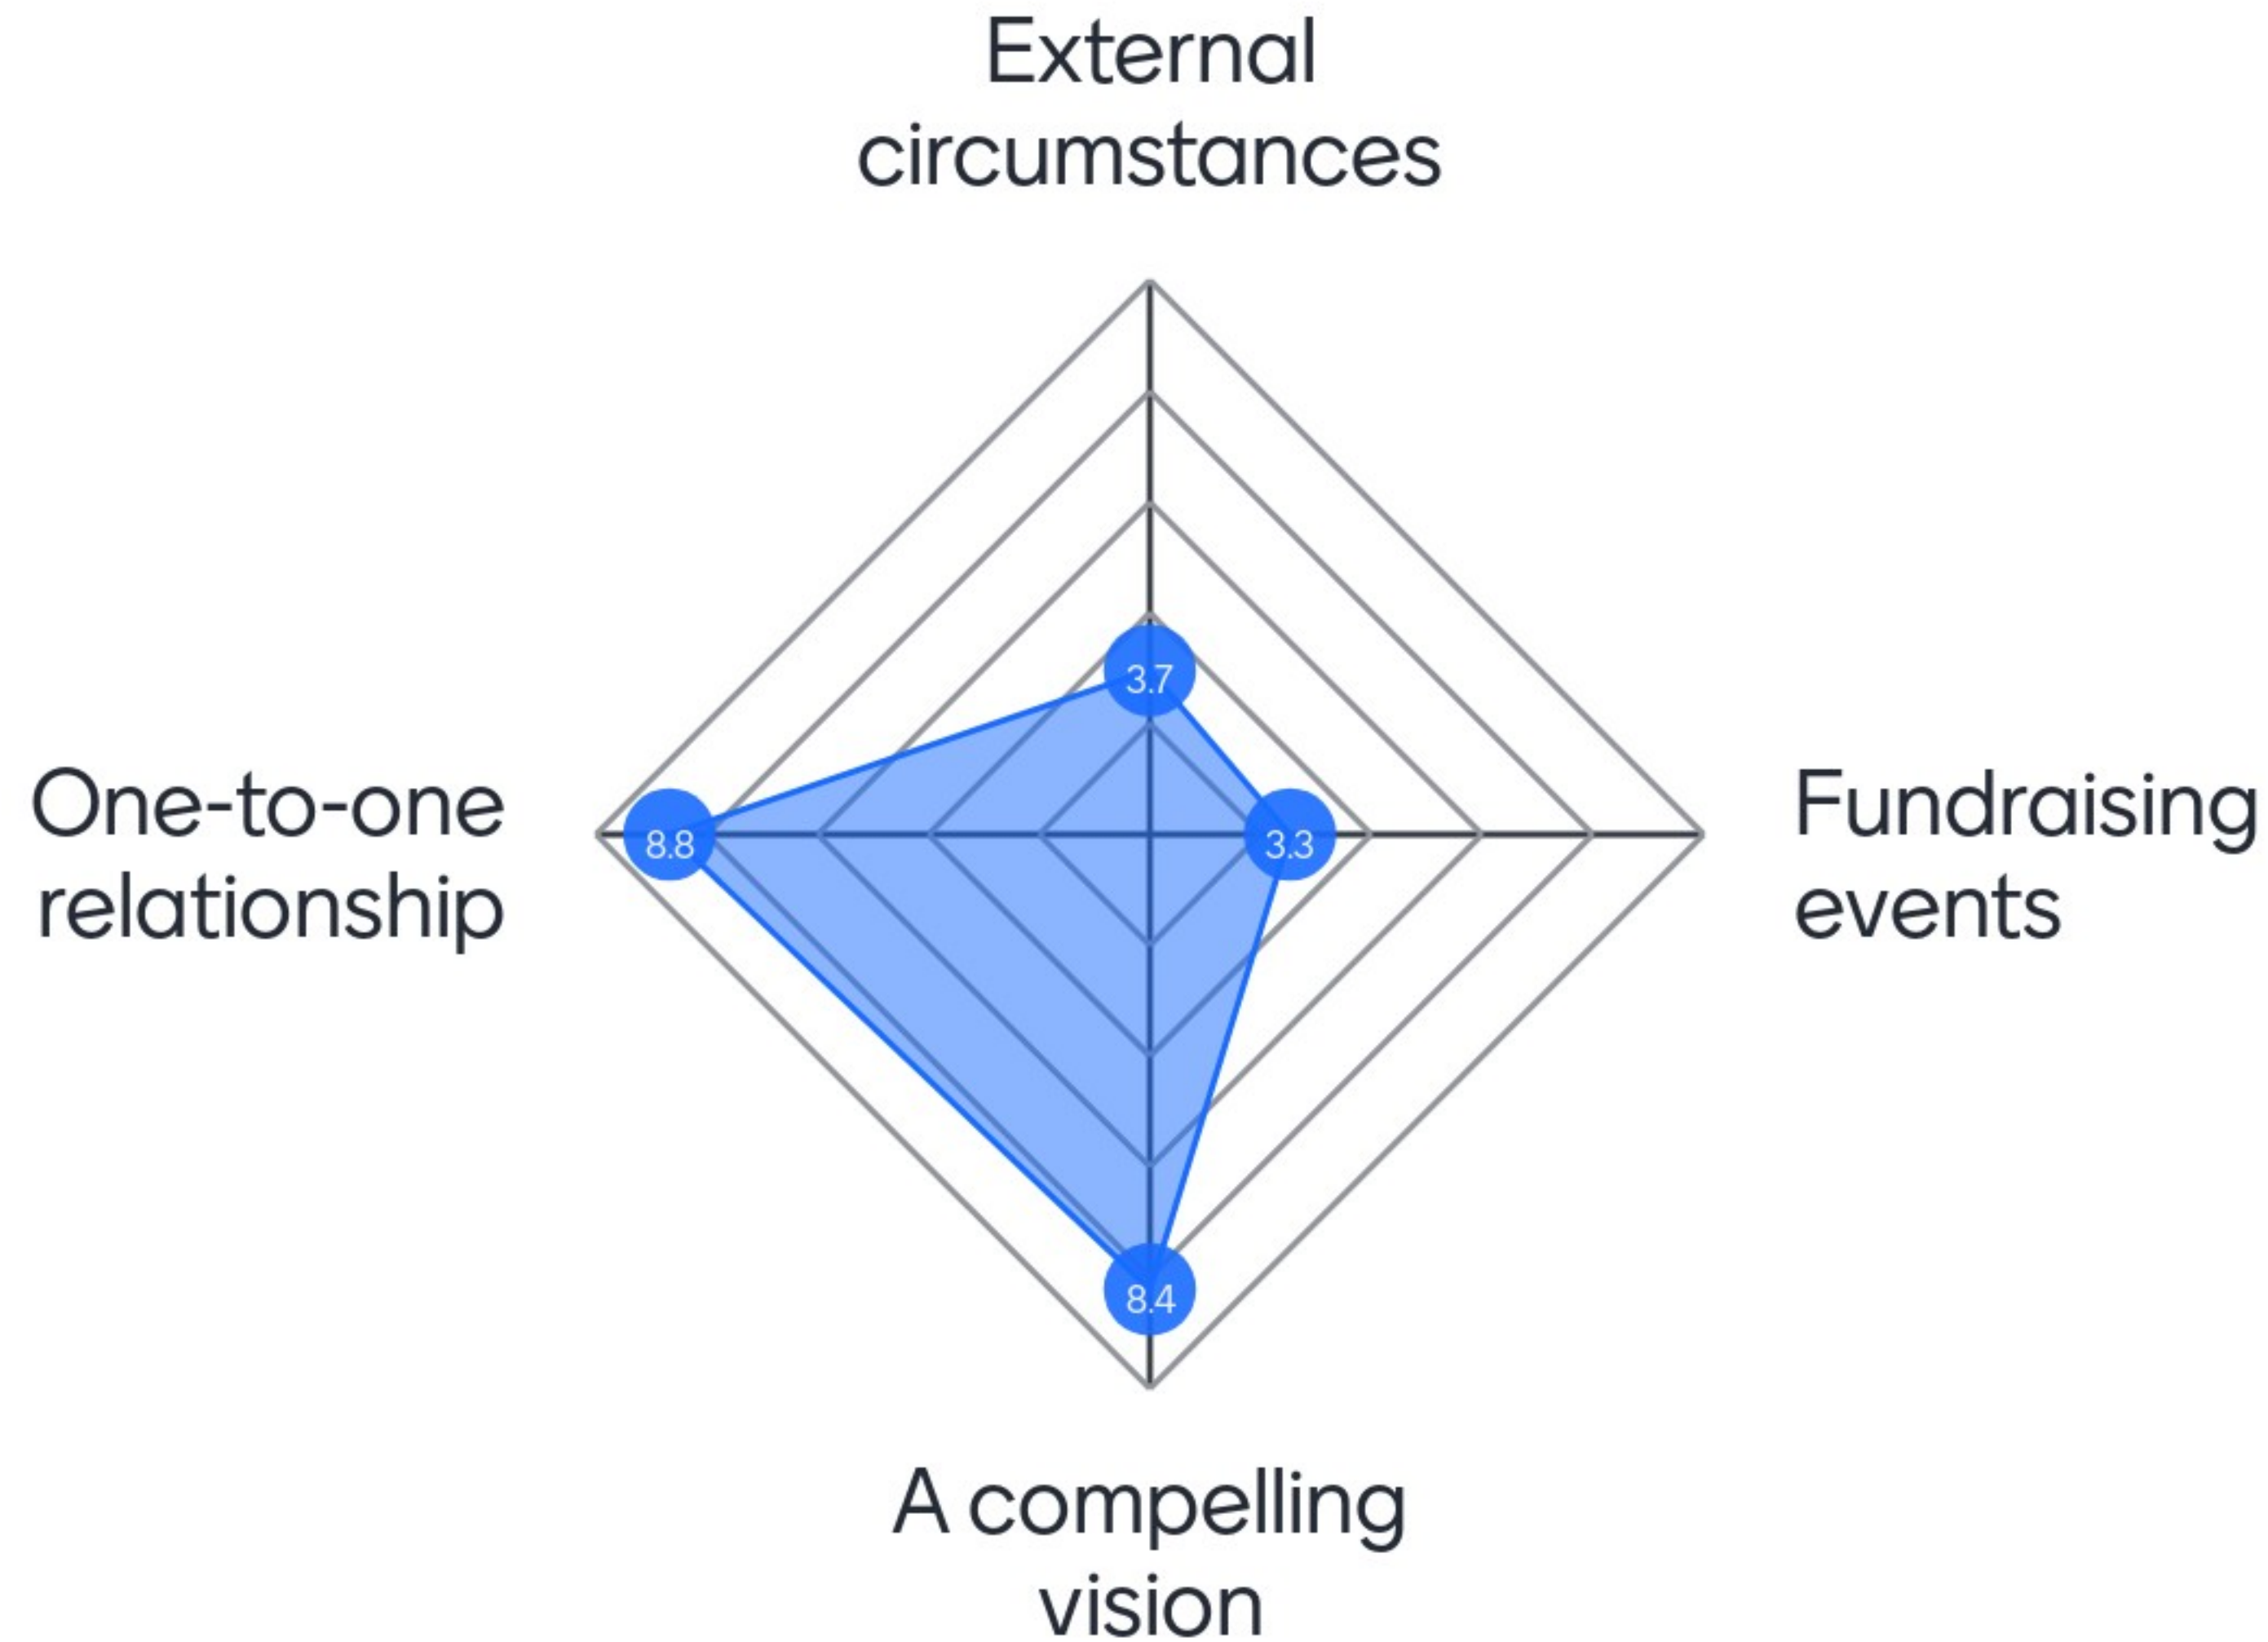 External
circumstances
3.7
One-to-one
relationship
8.8
3.3
Fundraising
events
8.4
A compelling
vision